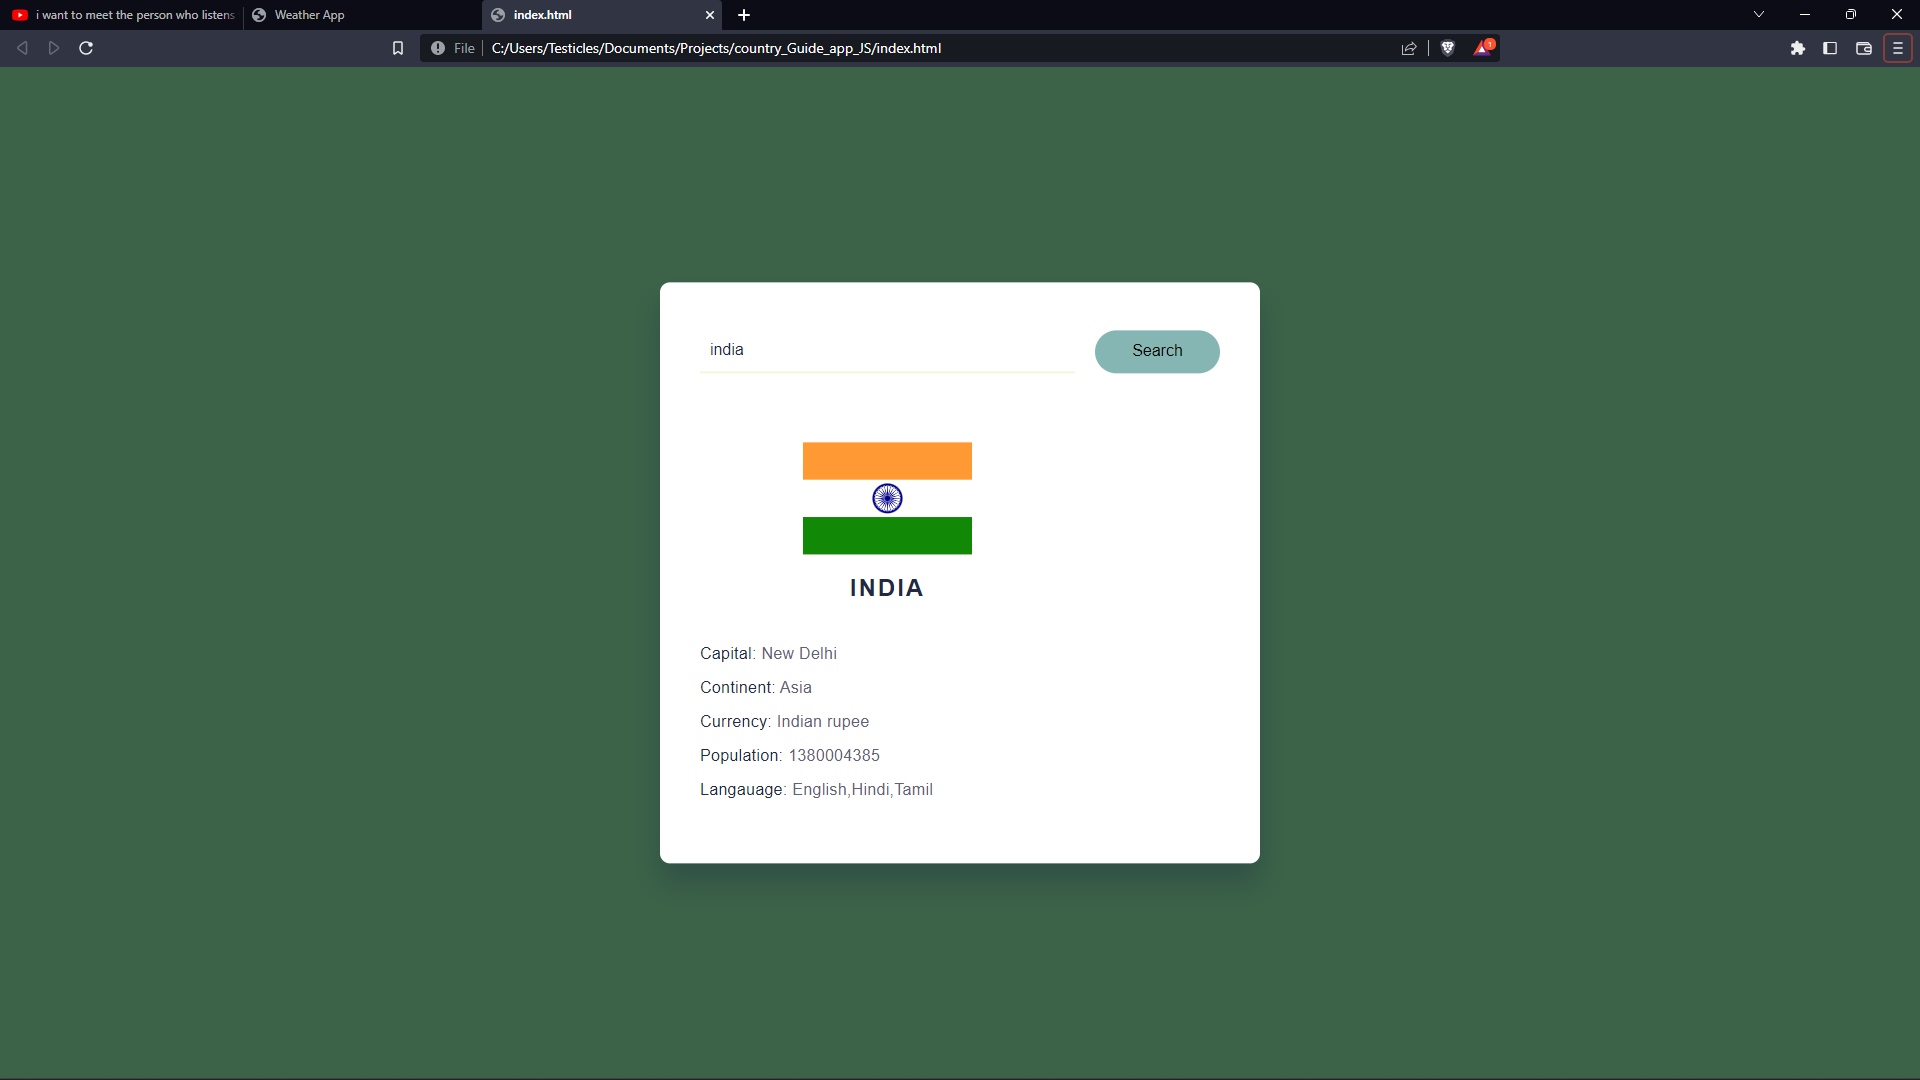 i want to meet the person who listens
Weather App
index.html
File
C:/Users/Testicles/Documents/Projects/country_Guide_app_JS/index.html
1
india
Search
INDIA
Capital: New Delhi
Continent: Asia
Currency: Indian rupee
Population: 1380004385
Langauage: English,Hindi,Tamil